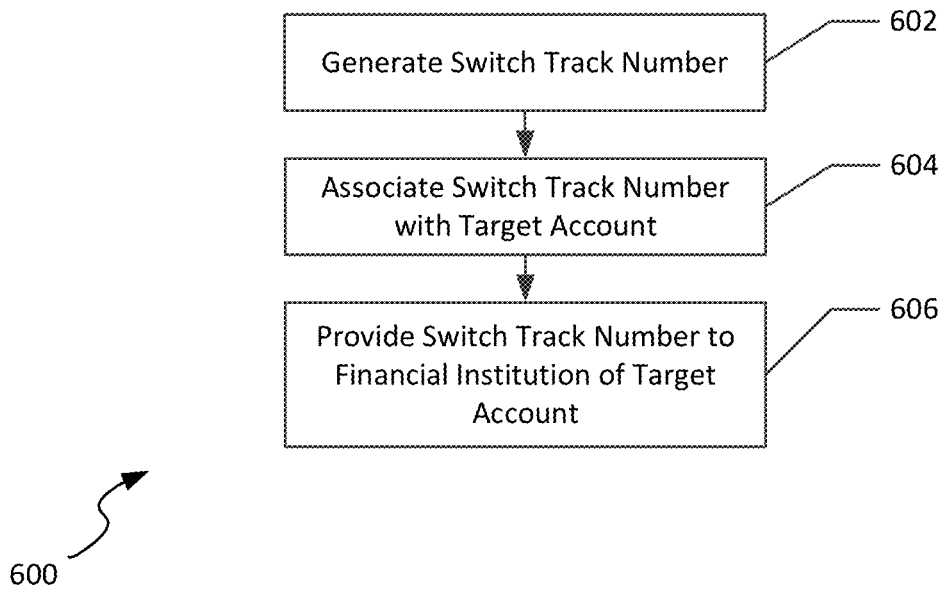 602
Generate Switch Track Number
604
Associate Switch Track Number
with Target Account
606
Provide Switch Track Number to
Financial Institution of Target
Account
600